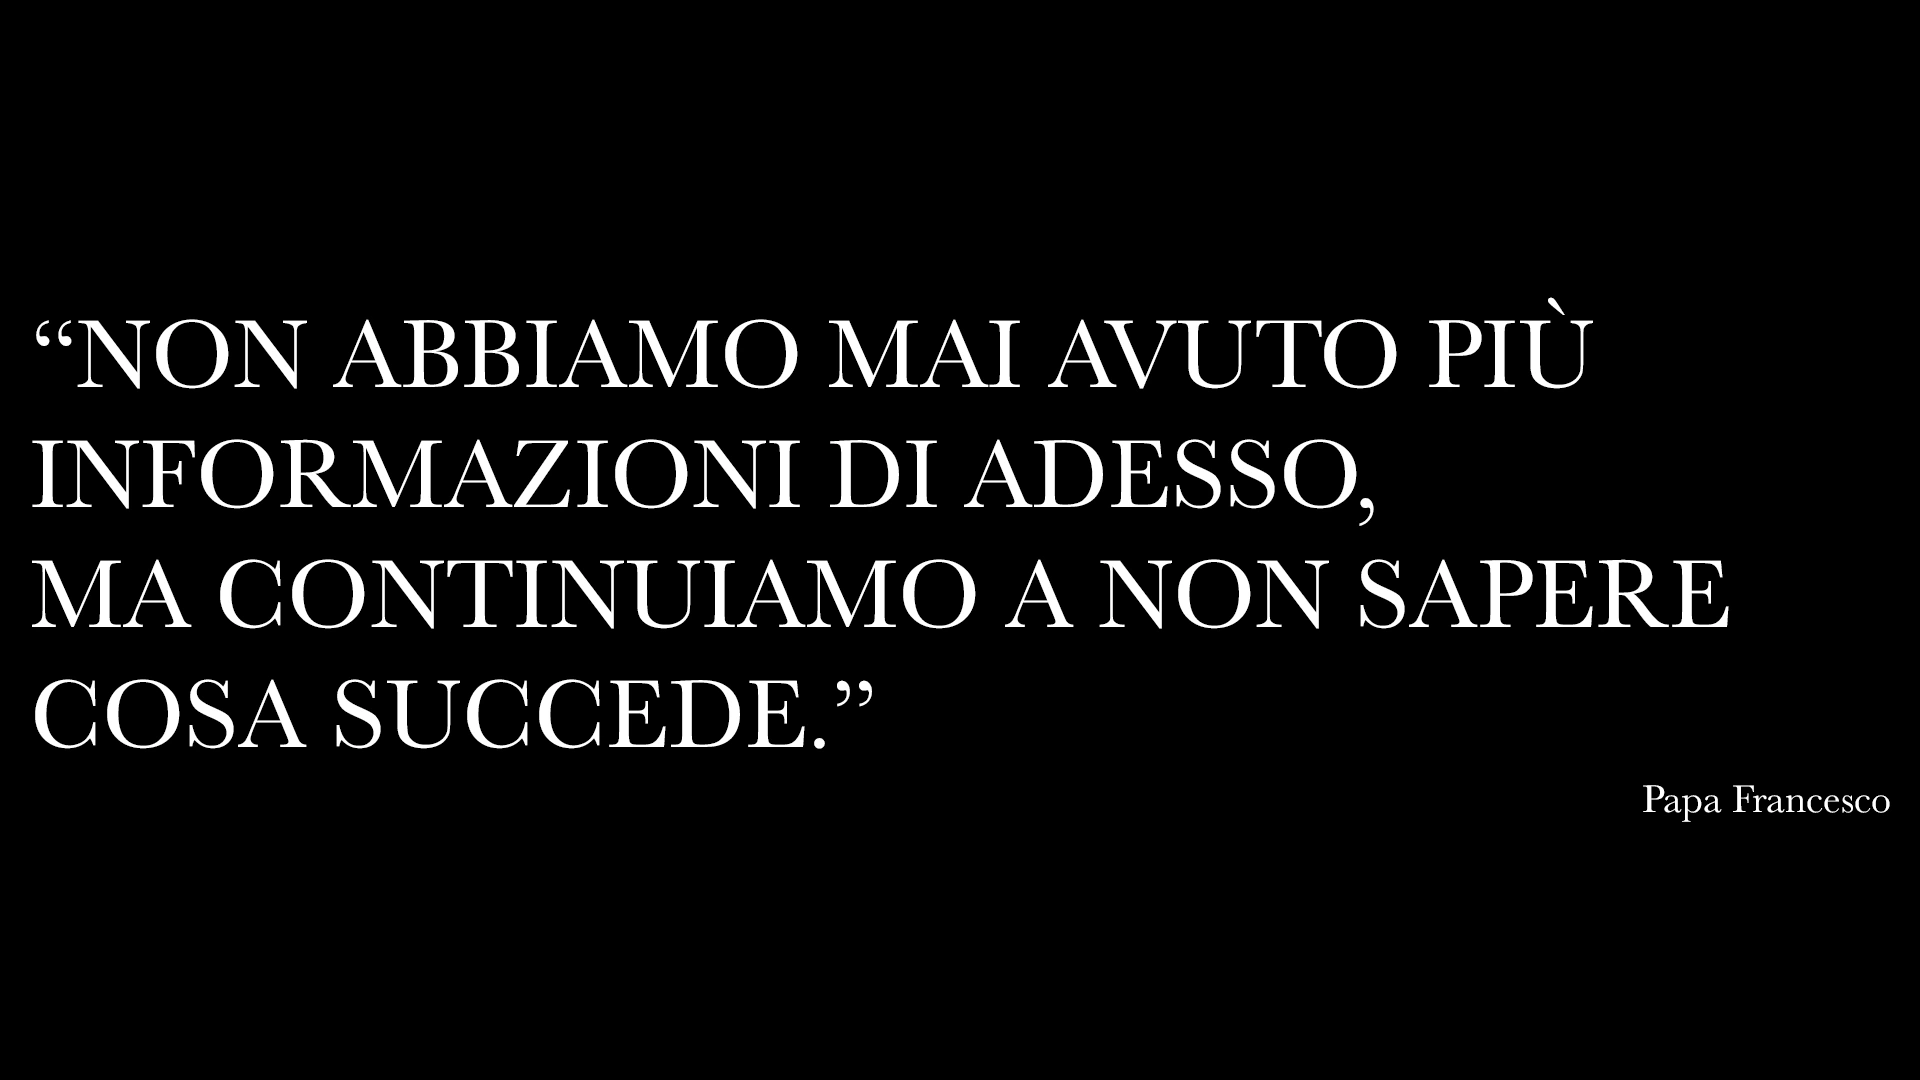 “NON ABBIAMO MAI AVUTO PIÙ
INFORMAZIONI DI ADESSO,
MA CONTINUIAMO A NON SAPERE
COSA SUCCEDE.”
Papa Francesco